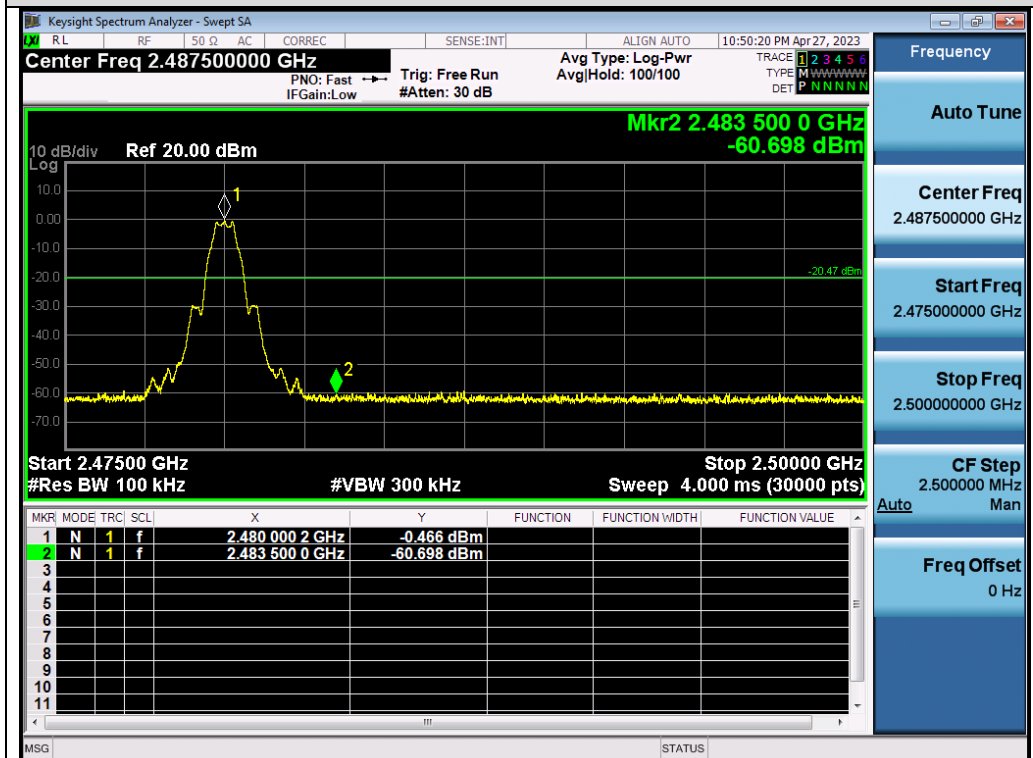 Keysight Spectrum Analyzer - Swept SA
LXI RL RF 50 Ω AC CORREC SENSE:INT ALIGN AUTO 10:50:20 PM Apr 27, 2023
Center Freq 2.487500000 GHz
PNO: Fast
IFGain:Low
Trig: Free Run
#Atten: 30 dB
Avg Type: Log-Pwr
Avg|Hold: 100/100
TRACE 1 2 3 4 5 6
TYPE M WWWWW
DET P N N N N N
Mkr2 2.483 500 0 GHz
-60.698 dBm
10 dB/div Ref 20.00 dBm
Log
10.0
0.00
-10.0
-20.0
-30.0
-40.0
-50.0
-60.0
-70.0
1
-20.47 dBm
2
Start 2.47500 GHz Stop 2.50000 GHz
#Res BW 100 kHz #VBW 300 kHz Sweep 4.000 ms (30000 pts)
MKR MODE TRC SCL X Y FUNCTION FUNCTION WIDTH FUNCTION VALUE
1 N 1 f 2.480 000 2 GHz -0.466 dBm
2 N 1 f 2.483 500 0 GHz -60.698 dBm
3
4
5
6
7
8
9
10
11
MSG STATUS
Frequency
Auto Tune
Center Freq
2.487500000 GHz
Start Freq
2.475000000 GHz
Stop Freq
2.500000000 GHz
CF Step
2.500000 MHz
Auto Man
Freq Offset
0 Hz